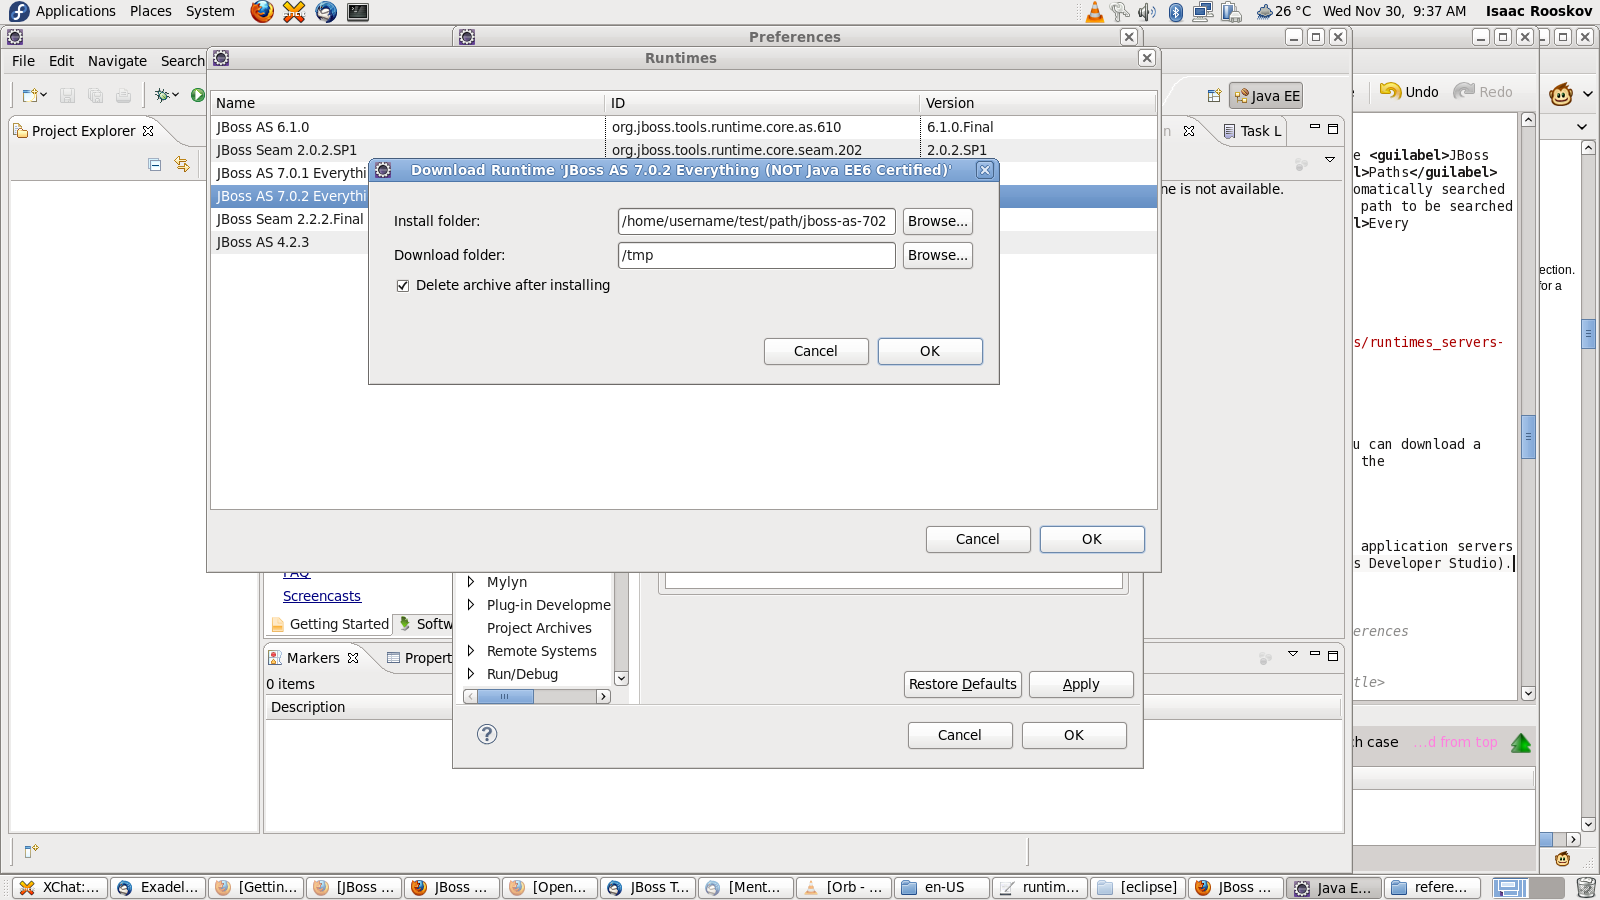 Applications Places System 26 °C Wed Nov 30, 9:37 AM Isaac Rooskov
Preferences
Runtimes
File Edit Navigate Search
Java EE
Undo Redo
Project Explorer
Task L
Name ID Version
JBoss AS 6.1.0 org.jboss.tools.runtime.core.as.610 6.1.0.Final
JBoss Seam 2.0.2.SP1 org.jboss.tools.runtime.core.seam.202 2.0.2.SP1
JBoss AS 7.0.1 Everythi
JBoss AS 7.0.2 Everythi
JBoss Seam 2.2.2.Final
JBoss AS 4.2.3
Download Runtime 'JBoss AS 7.0.2 Everything (NOT Java EE6 Certified)'
Install folder: /home/username/test/path/jboss-as-702 Browse...
Download folder: /tmp Browse...
Delete archive after installing
Cancel OK
Cancel OK
ne is not available.
e <guilabel>JBoss
l>Paths</guilabel>
omatically searched
path to be searched
l>Every
ection.
for a
s/runtimes_servers-
u can download a
the
application servers
s Developer Studio).
erences
tle>
FAQ
Screencasts
Getting Started Softw
Mylyn
Plug-in Developme
Project Archives
Remote Systems
Run/Debug
Restore Defaults Apply
Cancel OK
Markers Propert
0 items
Description
h case ...d from top
XChat:... Exadel... [Gettin... [JBoss ... JBoss ... [Open... JBoss T... [Ment... [Orb - ... en-US runtim... [eclipse] JBoss ... Java E... refere...